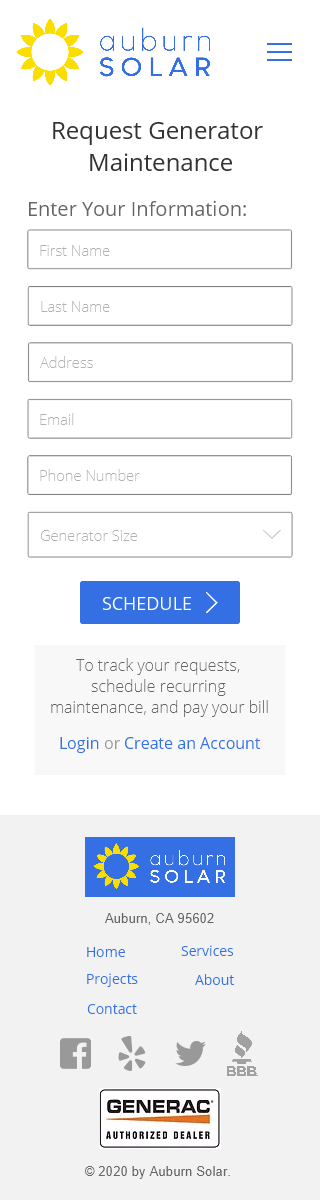 auburn
SOLAR
Request Generator
Maintenance
Enter Your Information:
First Name
Last Name
Address
Email
Phone Number
Generator Size
SCHEDULE
To track your requests,
schedule recurring
maintenance, and pay your bill
Login or Create an Account
auburn
SOLAR
Auburn, CA 95602
Home Services
Projects About
Contact
BBB.
GENERAC
AUTHORIZED DEALER
© 2020 by Auburn Solar.